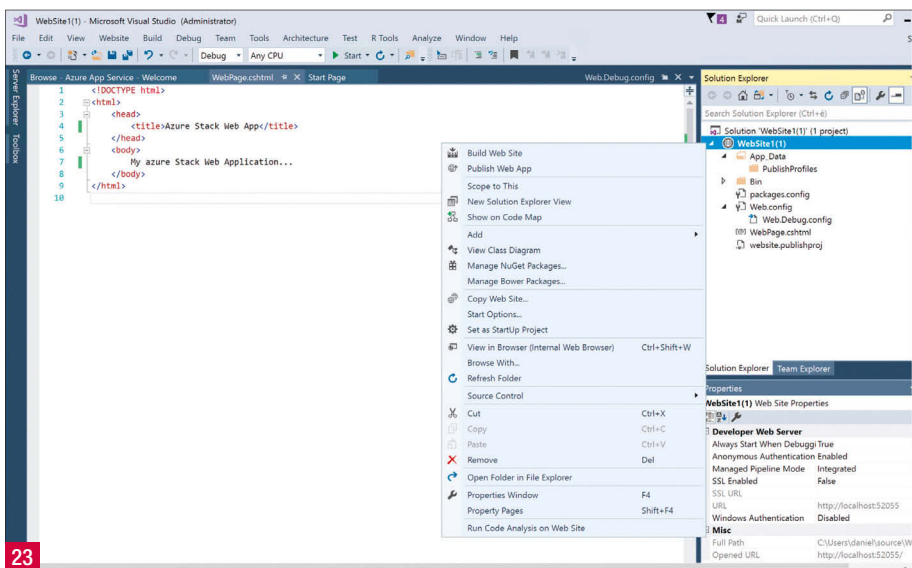 WebSite1(1) - Microsoft Visual Studio (Administrator)
4
Quick Launch (Ctrl+Q)
File Edit View Website Build Debug Team Tools Architecture Test R Tools Analyze Window Help
S
Debug Any CPU Start
Server Explorer
Toolbox
Browse - Azure App Service - Welcome WebPage.cshtml Start Page Web.Debug.config
1 <!DOCTYPE html>
2 <html>
3 <head>
4 <title>Azure Stack Web App</title>
5 </head>
6 <body>
7 My azure Stack Web Application...
8 </body>
9 </html>
10
Build Web Site
Publish Web App
Scope to This
New Solution Explorer View
Show on Code Map
Add
View Class Diagram
Manage NuGet Packages...
Manage Bower Packages...
Copy Web Site...
Start Options...
Set as StartUp Project
View in Browser (Internal Web Browser) Ctrl+Shift+W
Browse With...
Refresh Folder
Source Control
Cut Ctrl+X
Copy Ctrl+C
Paste Ctrl+V
Remove Del
Open Folder in File Explorer
Properties Window F4
Property Pages Shift+F4
Run Code Analysis on Web Site
Solution Explorer
Search Solution Explorer (Ctrl+é)
Solution 'WebSite1(1)' (1 project)
WebSite1(1)
App_Data
PublishProfiles
Bin
packages.config
Web.config
Web.Debug.config
WebPage.cshtml
website.publishproj
Solution Explorer Team Explorer
Properties
WebSite1(1) Web Site Properties
Developer Web Server
Always Start When Debuggi True
Anonymous Authentication Enabled
Managed Pipeline Mode Integrated
SSL Enabled False
SSL URL
URL http://localhost:52055
Windows Authentication Disabled
Misc
Full Path C:\Users\daniel\source\W
Opened URL http://localhost:52055/
23